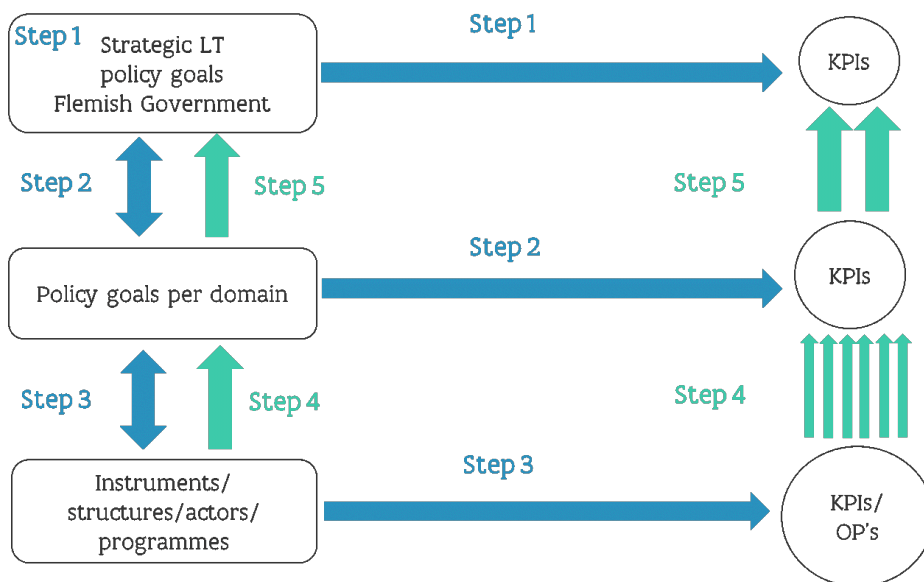 Step 1
Strategic LT
policy goals
Flemish Government
Step 1
KPIs
Step 2
Step 5
Step 5
Policy goals per domain
Step 2
KPIs
Step 3
Step 4
Step 4
Instruments/
structures/actors/
programmes
Step 3
KPIs/
OP's